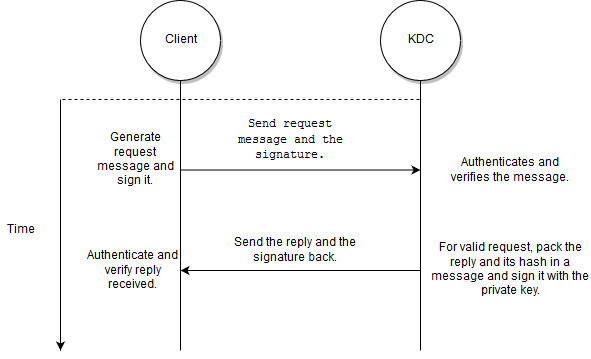 Client
KDC
Generate
request
message and
sign it.
Send request
message and the
signature.
Authenticates and
verifies the message.
Time
Authenticate and
verify reply
received.
Send the reply and the
signature back.
For valid request, pack the
reply and its hash in a
message and sign it with the
private key.